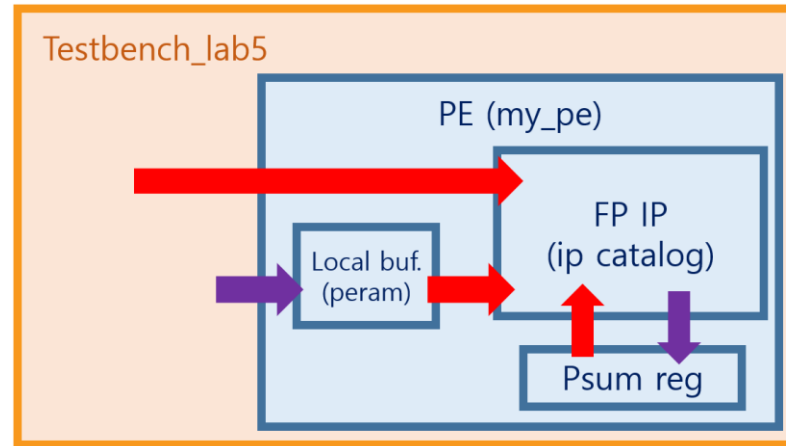 Testbench_lab5
PE (my_pe)
FP IP
(ip catalog)
Local buf.
(peram)
Psum reg